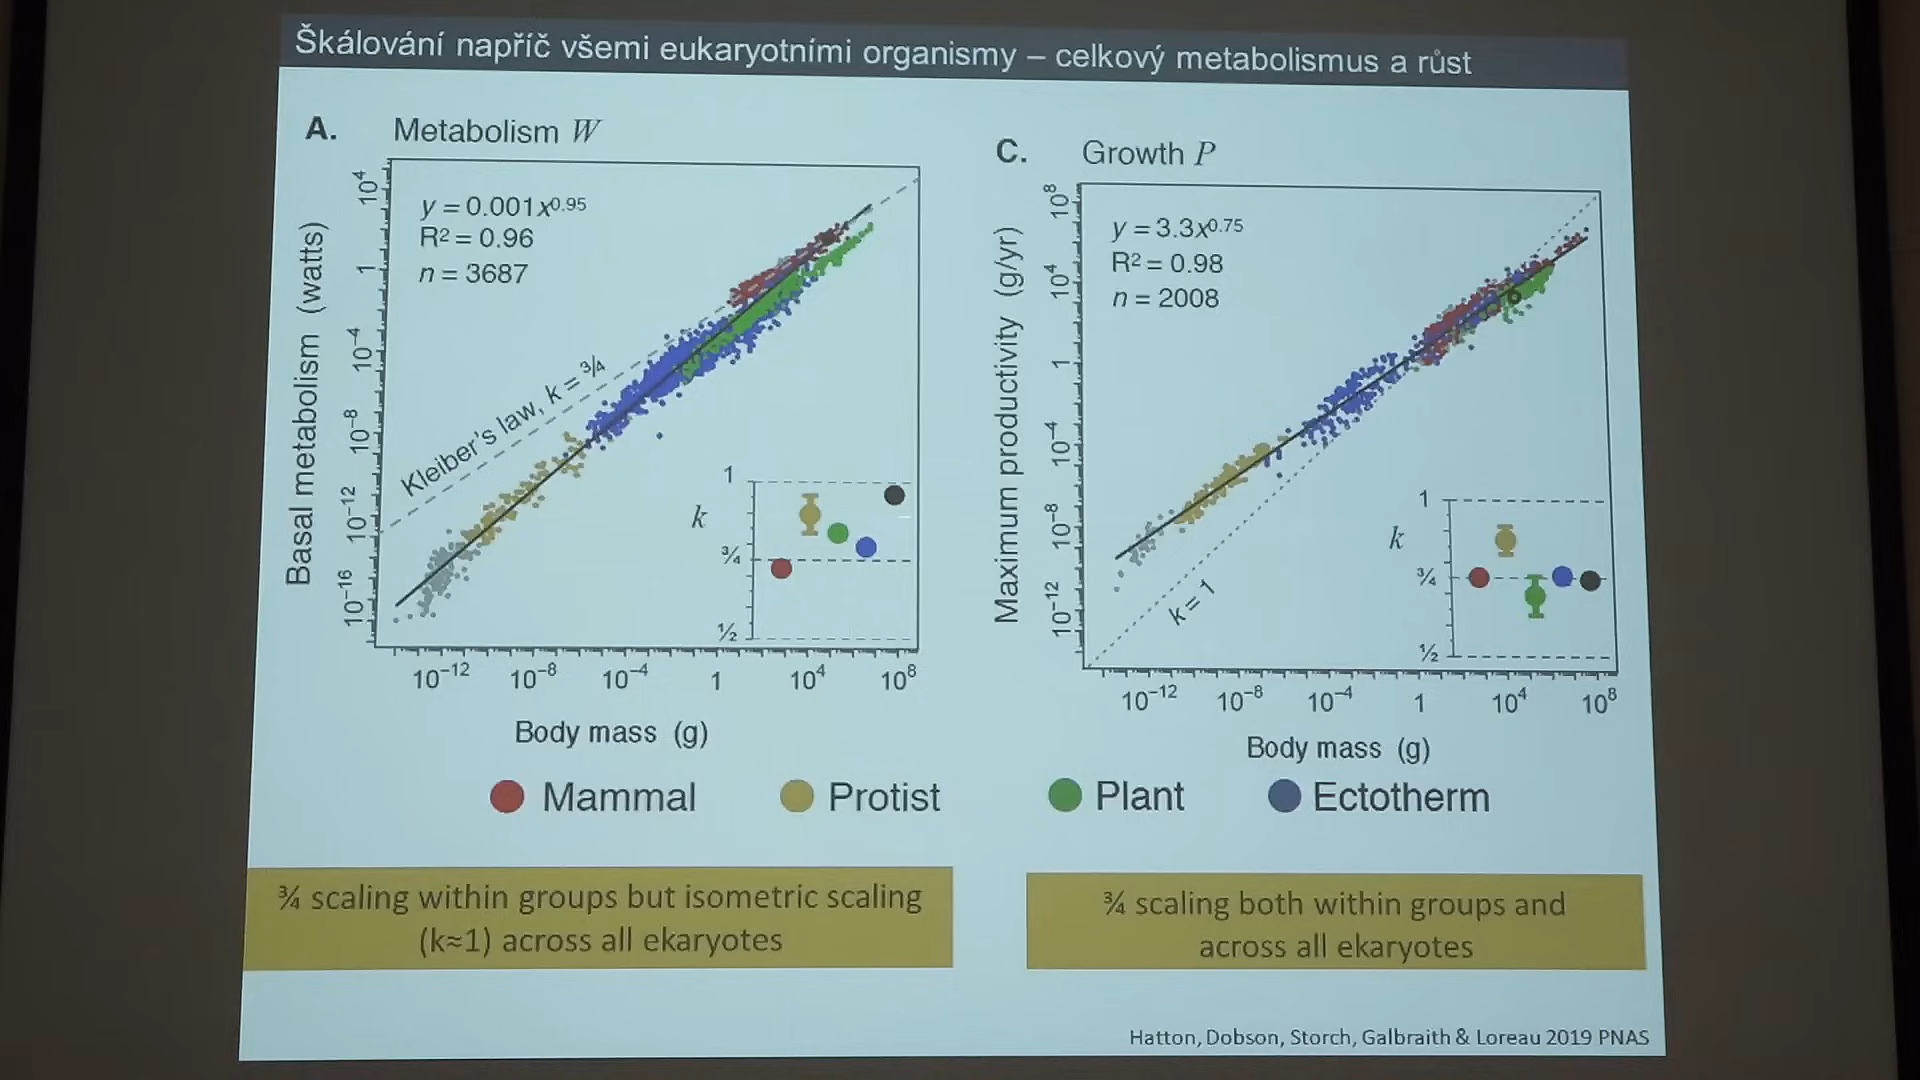 Škálování napříč všemi eukaryotními organismy – celkový metabolismus a růst
A. Metabolism W
y = 0.001x^0.95
R2 = 0.96
n = 3687
Kleiber's law, k = ¾
Basal metabolism (watts)
10^4
1
10^−4
10^−8
10^−12
10^−16
k
1
¾
½
10^−12 10^−8 10^−4 1 10^4 10^8
Body mass (g)
C. Growth P
y = 3.3x^0.75
R2 = 0.98
n = 2008
k = 1
Maximum productivity (g/yr)
10^8
10^4
1
10^−4
10^−8
10^−12
k
1
¾
½
10^−12 10^−8 10^−4 1 10^4 10^8
Body mass (g)
Mammal Protist Plant Ectotherm
¾ scaling within groups but isometric scaling
(k≈1) across all ekaryotes
¾ scaling both within groups and
across all ekaryotes
Hatton, Dobson, Storch, Galbraith & Loreau 2019 PNAS